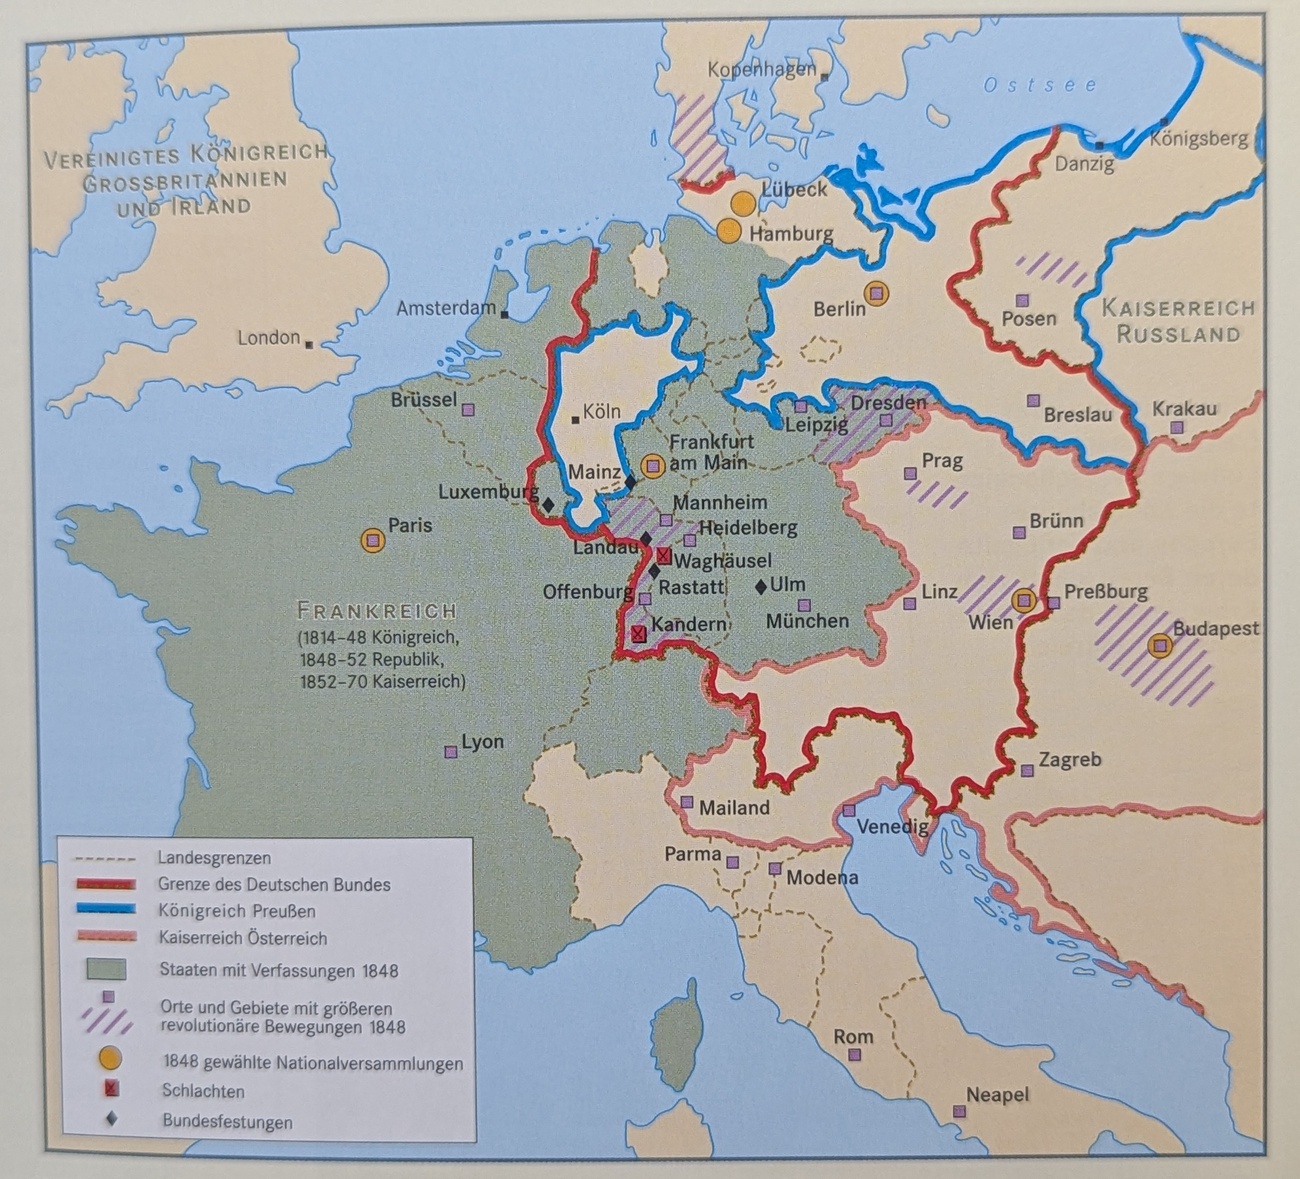 Kopenhagen
Ostsee
VEREINIGTES KÖNIGREICH
GROSSBRITANNIEN
UND IRLAND
Königsberg
Danzig
Lübeck
Hamburg
Amsterdam
London
Berlin
Posen
KAISERREICH
RUSSLAND
Brüssel
Köln
Leipzig
Dresden
Breslau
Krakau
Frankfurt
am Main
Mainz
Prag
Luxemburg
Mannheim
Paris
Heidelberg
Brünn
Landau
Waghäusel
Offenburg
Rastatt
Ulm
Linz
Preßburg
FRANKREICH
(1814–48 Königreich,
1848–52 Republik,
1852–70 Kaiserreich)
Kandern
München
Wien
Budapest
Lyon
Zagreb
Mailand
Venedig
Parma
Modena
Rom
Neapel
Landesgrenzen
Grenze des Deutschen Bundes
Königreich Preußen
Kaiserreich Österreich
Staaten mit Verfassungen 1848
Orte und Gebiete mit größeren
revolutionäre Bewegungen 1848
1848 gewählte Nationalversammlungen
Schlachten
Bundesfestungen